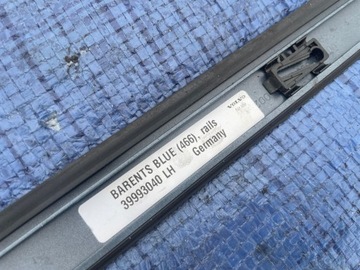 VOLVO
BARENTS BLUE (466), rails
39993040 LH Germany